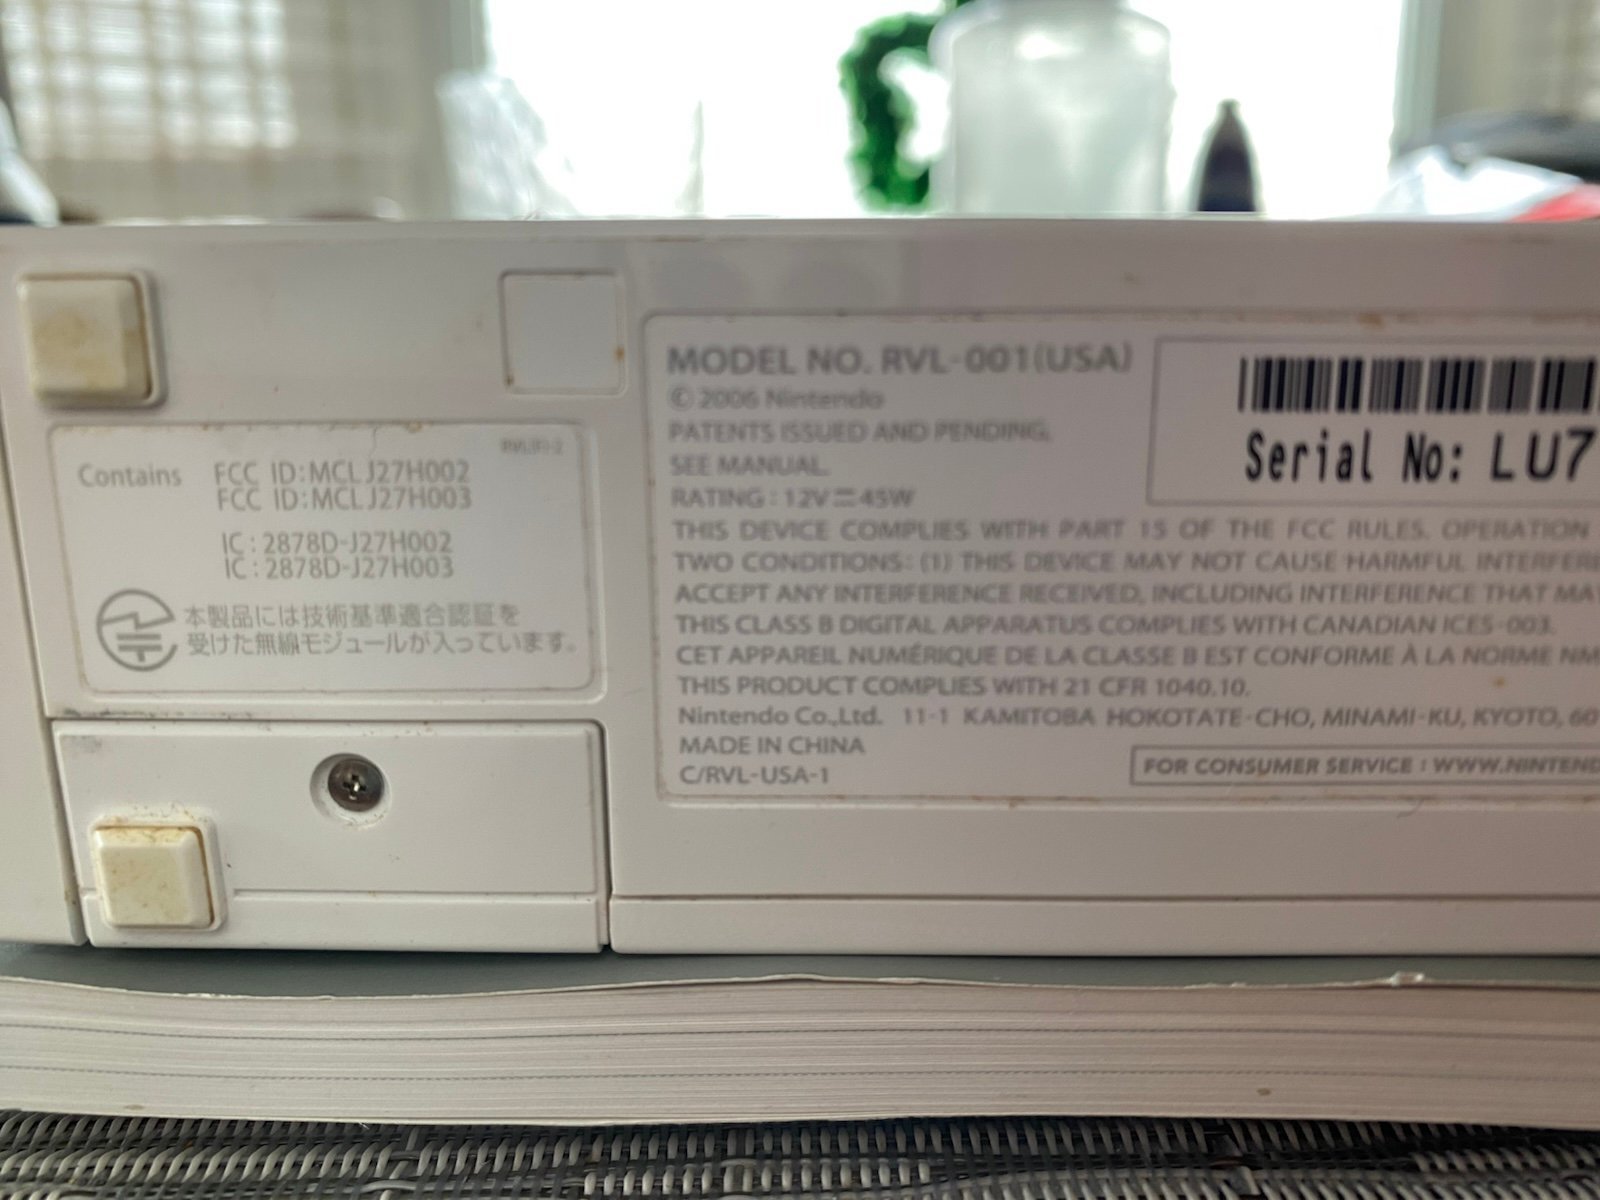 Contains FCC ID:MCLJ27H002
FCC ID:MCLJ27H003
IC:2878D-J27H002
IC:2878D-J27H003
本製品には技術基準適合認証を
受けた無線モジュールが入っています。
MODEL NO. RVL-001(USA)
© 2006 Nintendo
PATENTS ISSUED AND PENDING,
SEE MANUAL.
RATING : 12V⎓45W
THIS DEVICE COMPLIES WITH PART 15 OF THE FCC RULES. OPERATION
TWO CONDITIONS: (1) THIS DEVICE MAY NOT CAUSE HARMFUL INTERFERE
ACCEPT ANY INTERFERENCE RECEIVED, INCLUDING INTERFERENCE THAT MAY
THIS CLASS B DIGITAL APPARATUS COMPLIES WITH CANADIAN ICES-003.
CET APPAREIL NUMÉRIQUE DE LA CLASSE B EST CONFORME À LA NORME NM
THIS PRODUCT COMPLIES WITH 21 CFR 1040.10.
Nintendo Co.,Ltd. 11-1 KAMITOBA HOKOTATE-CHO, MINAMI-KU, KYOTO, 60
MADE IN CHINA
C/RVL-USA-1
Serial No: LU7
FOR CONSUMER SERVICE : WWW.NINTEND